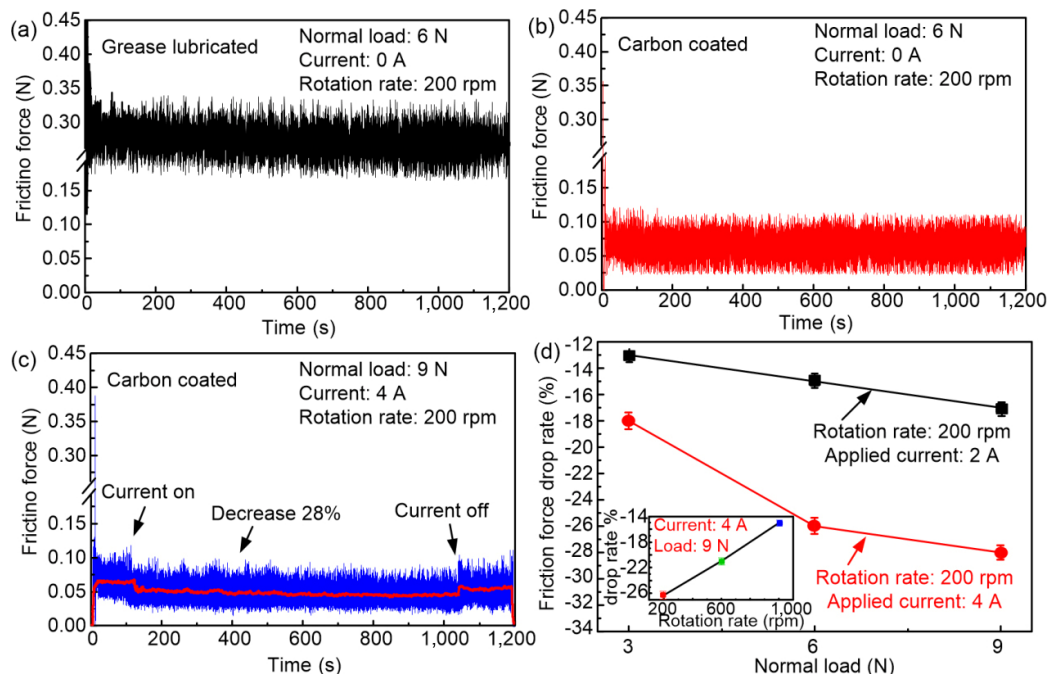 (a)
Grease lubricated
Normal load: 6 N
Current: 0 A
Rotation rate: 200 rpm
Frictino force (N)
0.45
0.40
0.35
0.30
0.15
0.10
0.05
0.00
0
200
400
600
800
1,000
1,200
Time (s)
(b)
Carbon coated
Normal load: 6 N
Current: 0 A
Rotation rate: 200 rpm
Frictino force (N)
0.45
0.40
0.35
0.30
0.25
0.15
0.10
0.05
0.00
0
200
400
600
800
1,000
1,200
Time (s)
(c)
Carbon coated
Normal load: 9 N
Current: 4 A
Rotation rate: 200 rpm
Current on
Decrease 28%
Current off
Frictino force (N)
0.45
0.40
0.35
0.30
0.25
0.15
0.10
0.05
0.00
0
200
400
600
800
1,000
1,200
Time (s)
(d)
Friction force drop rate (%)
-12
-14
-16
-18
-20
-22
-24
-26
-28
-30
-32
-34
Rotation rate: 200 rpm
Applied current: 2 A
Current: 4 A
Load: 9 N
drop rate %
-14
-18
-22
-26
200
600
1,000
Rotation rate (rpm)
Rotation rate: 200 rpm
Applied current: 4 A
3
6
9
Normal load (N)